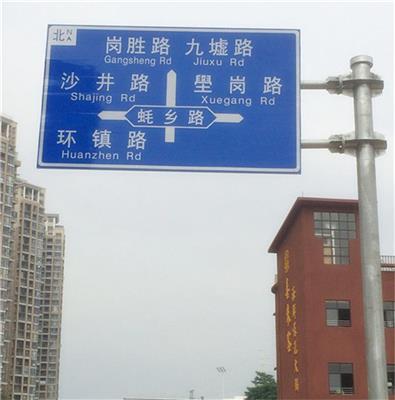 北 N
岗胜路 九墟路
Gangsheng Rd Jiuxu Rd
沙井路 壆岗路
Shajing Rd Xuegang Rd
蚝乡路
环镇路
Huanzhen Rd